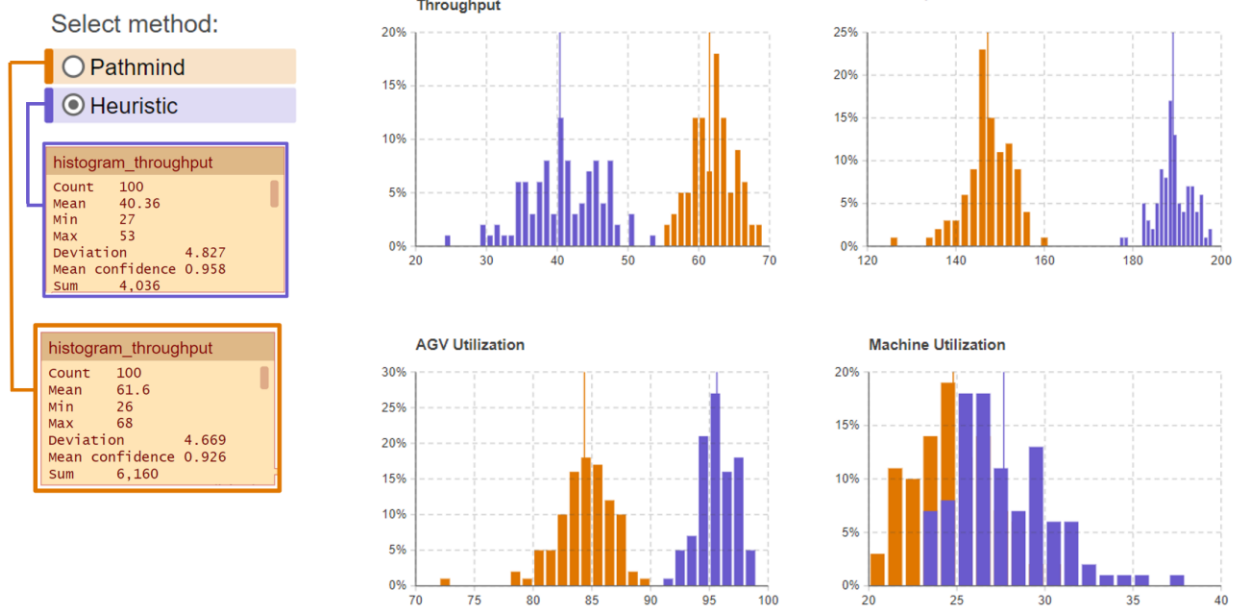 Select method:
Pathmind
Heuristic
histogram_throughput
Count 100
Mean 40.36
Min 27
Max 53
Deviation 4.827
Mean confidence 0.958
Sum 4,036
histogram_throughput
Count 100
Mean 61.6
Min 26
Max 68
Deviation 4.669
Mean confidence 0.926
Sum 6,160
Throughput
20%
15%
10%
5%
0%
20 30 40 50 60 70
25%
20%
15%
10%
5%
0%
120 140 160 180 200
AGV Utilization
30%
25%
20%
15%
10%
5%
0%
70 75 80 85 90 95 100
Machine Utilization
20%
15%
10%
5%
0%
20 25 30 35 40